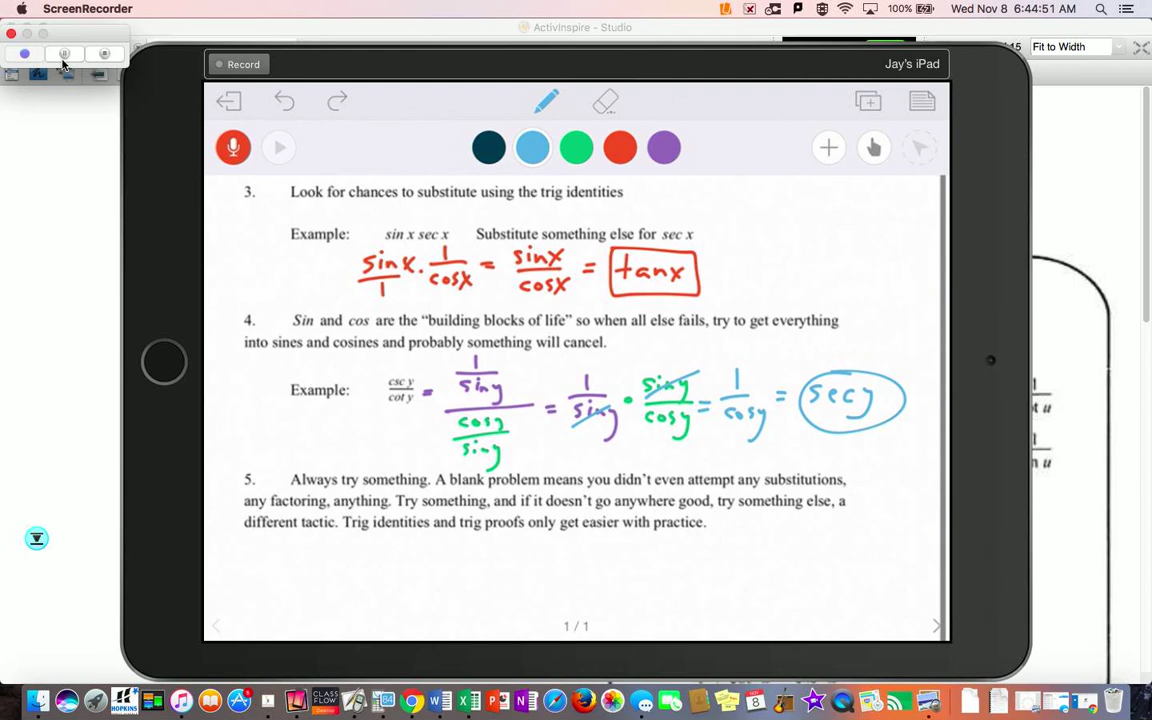 ScreenRecorder
100%
Wed Nov 8 6:44:51 AM
ActivInspire - Studio
Fit to Width
Record
Jay's iPad
3. Look for chances to substitute using the trig identities
Example: sin x sec x Substitute something else for sec x
sinx/1 · 1/cosx = sinx/cosx = tanx
4. Sin and cos are the “building blocks of life” so when all else fails, try to get everything
into sines and cosines and probably something will cancel.
Example: csc y/cot y = (1/siny)/(cosy/siny) = 1/siny · siny/cosy = 1/cosy = secy
5. Always try something. A blank problem means you didn’t even attempt any substitutions,
any factoring, anything. Try something, and if it doesn’t go anywhere good, try something else, a
different tactic. Trig identities and trig proofs only get easier with practice.
1 / 1
HOPKINS
CLASS
FLOW